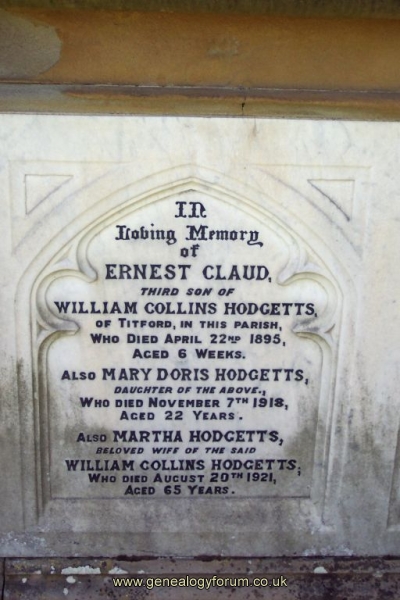 In
Loving Memory
of
ERNEST CLAUD,
THIRD SON OF
WILLIAM COLLINS HODGETTS,
OF TITFORD, IN THIS PARISH,
WHO DIED APRIL 22ND 1895,
AGED 6 WEEKS.
ALSO MARY DORIS HODGETTS,
DAUGHTER OF THE ABOVE,
WHO DIED NOVEMBER 7TH 1918,
AGED 22 YEARS.
ALSO MARTHA HODGETTS,
BELOVED WIFE OF THE SAID
WILLIAM COLLINS HODGETTS,
WHO DIED AUGUST 20TH 1921,
AGED 65 YEARS.
www.genealogyforum.co.uk